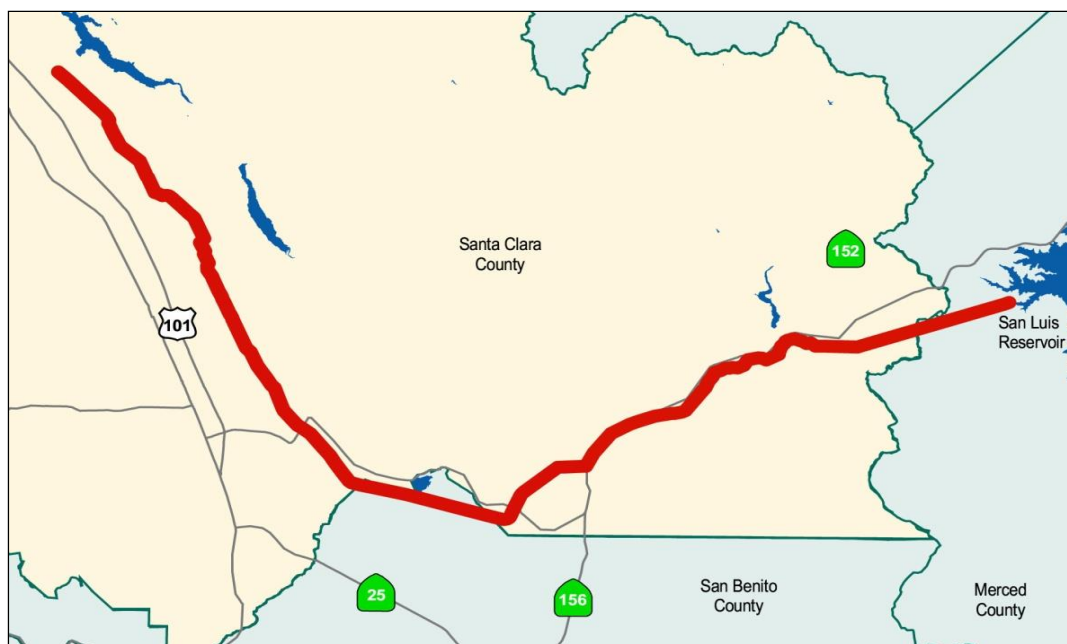 Santa Clara
County
152
101
San Luis
Reservoir
25
156
San Benito
County
Merced
County